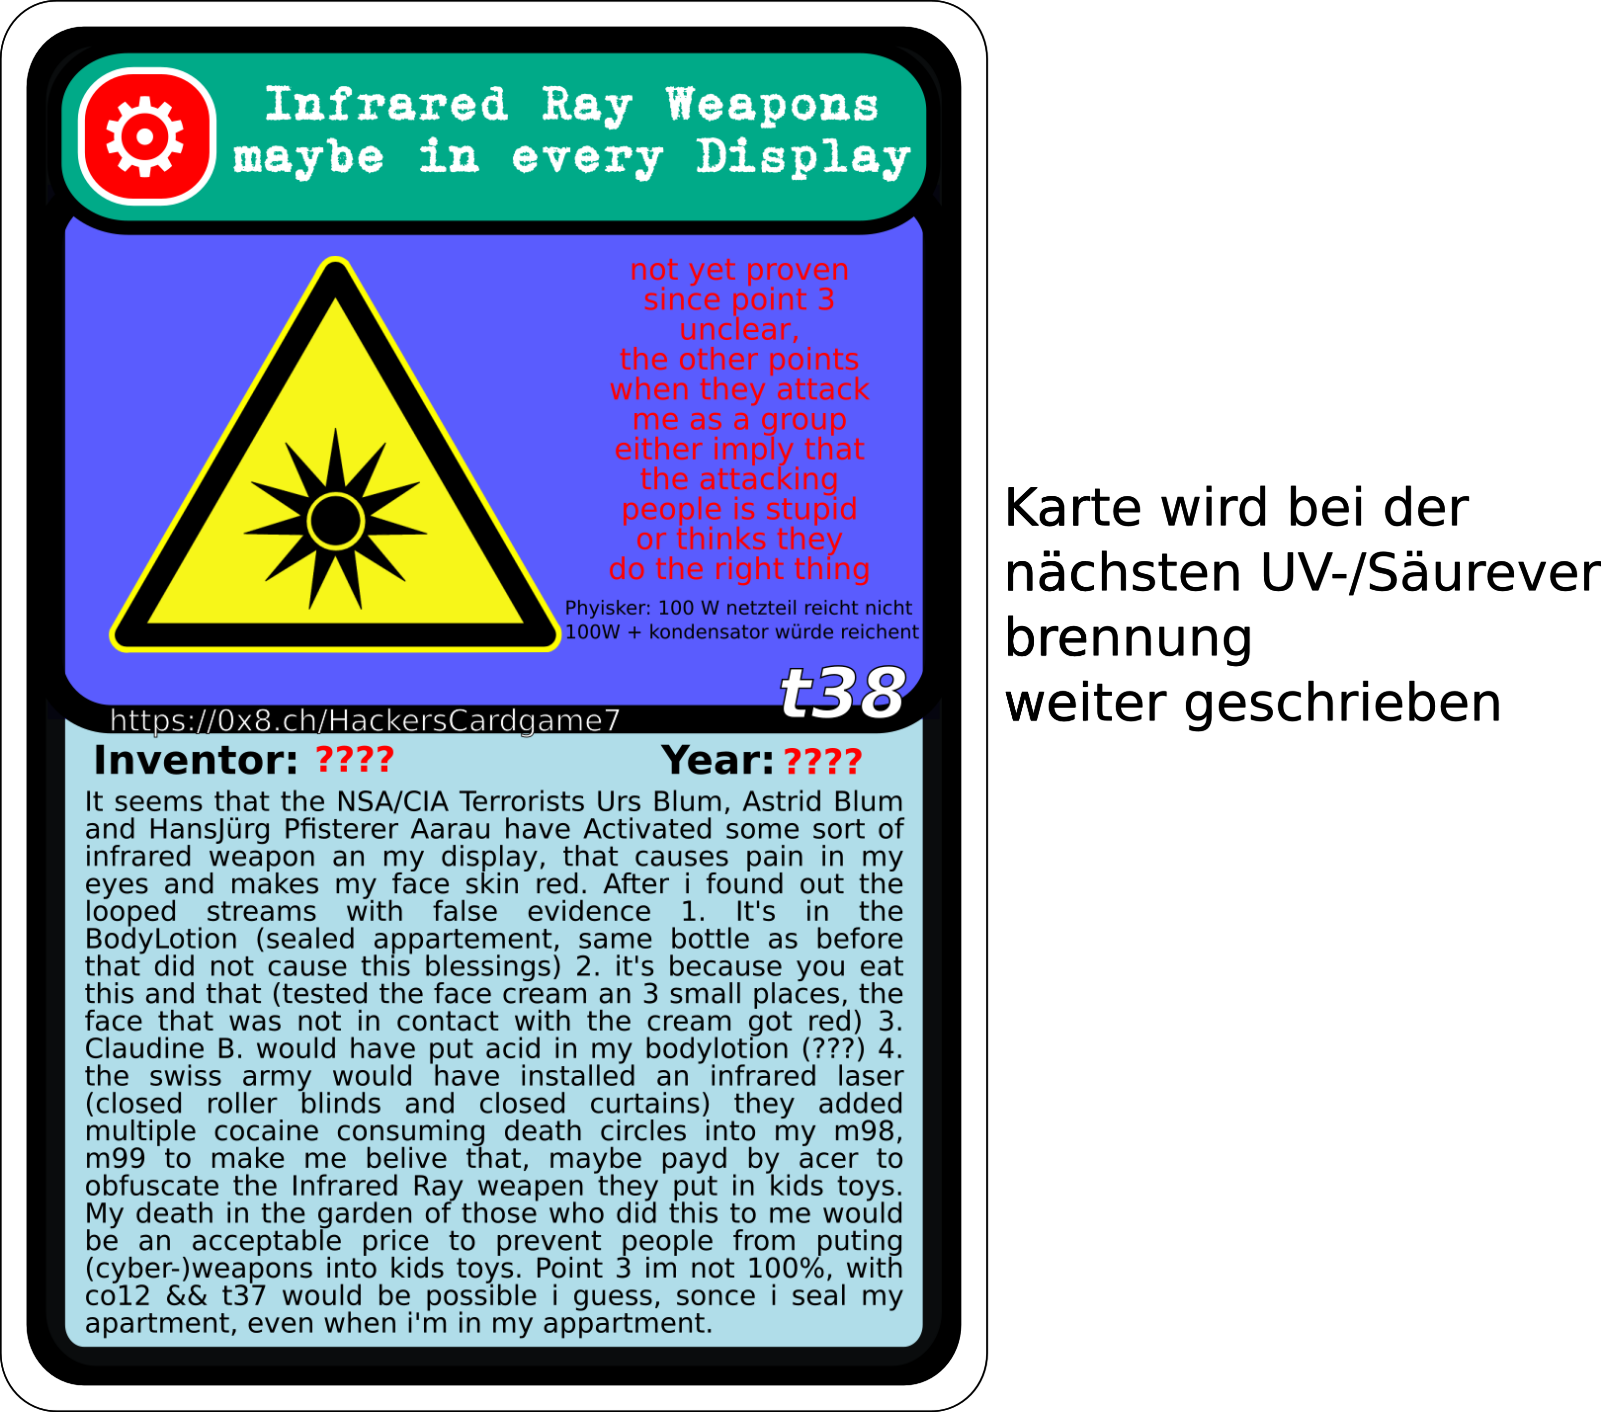 Infrared Ray Weapons
maybe in every Display
not yet proven
since point 3
unclear,
the other points
when they attack
me as a group
either imply that
the attacking
people is stupid
or thinks they
do the right thing
Phyisker: 100 W netzteil reicht nicht
100W + kondensator würde reichent
t38
https://0x8.ch/HackersCardgame7
Inventor: ???? Year: ????
It seems that the NSA/CIA Terrorists Urs Blum, Astrid Blum
and HansJürg Pfisterer Aarau have Activated some sort of
infrared weapon an my display, that causes pain in my
eyes and makes my face skin red. After i found out the
looped streams with false evidence 1. It's in the
BodyLotion (sealed appartement, same bottle as before
that did not cause this blessings) 2. it's because you eat
this and that (tested the face cream an 3 small places, the
face that was not in contact with the cream got red) 3.
Claudine B. would have put acid in my bodylotion (???) 4.
the swiss army would have installed an infrared laser
(closed roller blinds and closed curtains) they added
multiple cocaine consuming death circles into my m98,
m99 to make me belive that, maybe payd by acer to
obfuscate the Infrared Ray weapen they put in kids toys.
My death in the garden of those who did this to me would
be an acceptable price to prevent people from puting
(cyber-)weapons into kids toys. Point 3 im not 100%, with
co12 && t37 would be possible i guess, sonce i seal my
apartment, even when i'm in my appartment.
Karte wird bei der
nächsten UV-/Säurever
brennung
weiter geschrieben